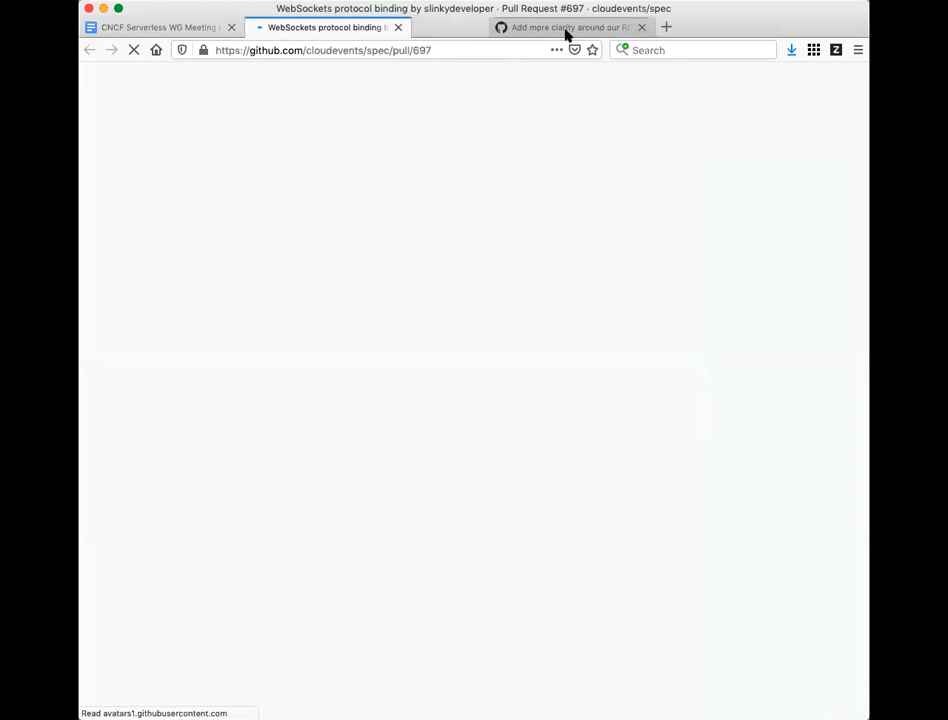 WebSockets protocol binding by slinkydeveloper · Pull Request #697 · cloudevents/spec
CNCF Serverless WG Meeting
WebSockets protocol binding b
Add more clarity around our RE
https://github.com/cloudevents/spec/pull/697
Search
Z
Read avatars1.githubusercontent.com